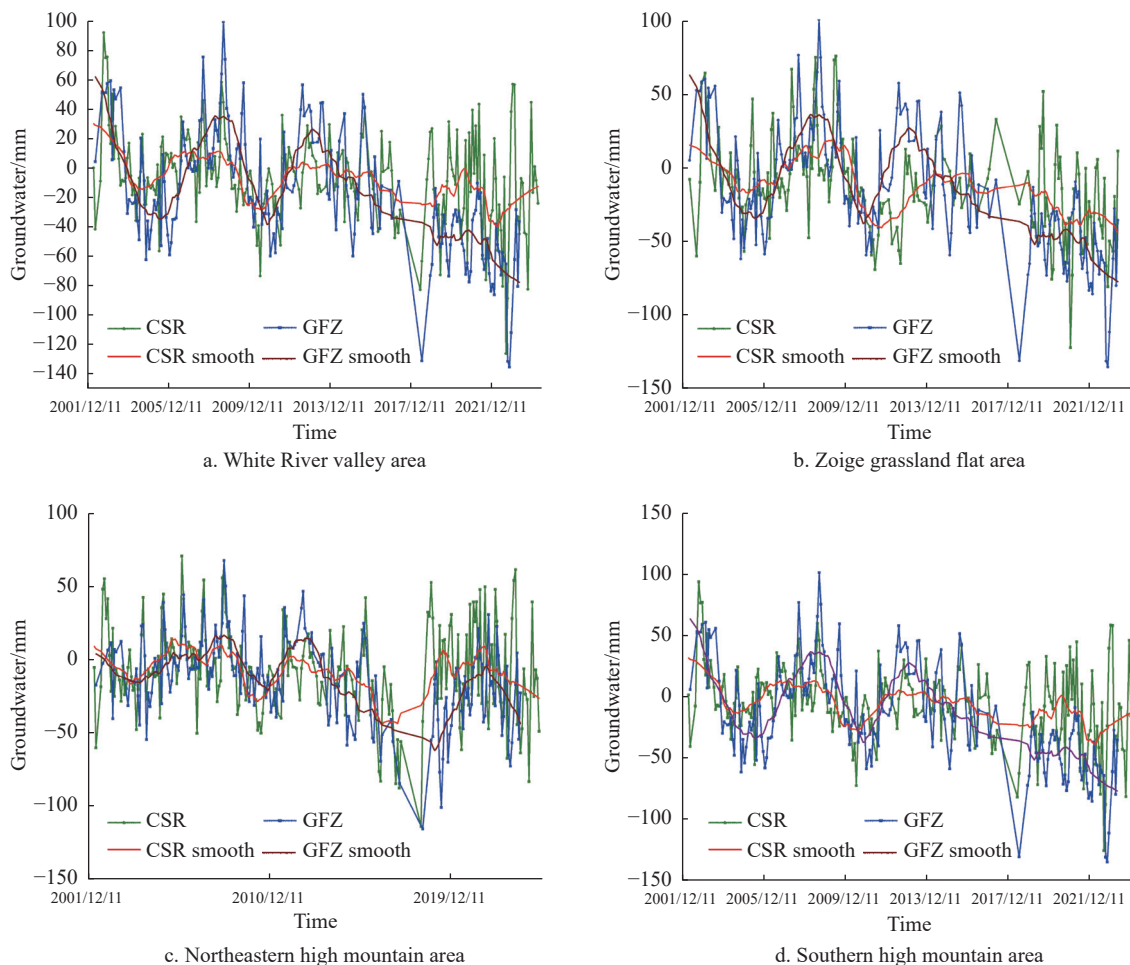 100
80
60
40
20
0
−20
−40
−60
−80
−100
−120
−140
Groundwater/mm
CSR
GFZ
CSR smooth
GFZ smooth
2001/12/11 2005/12/11 2009/12/11 2013/12/11 2017/12/11 2021/12/11
Time
a. White River valley area
100
50
0
−50
−100
−150
Groundwater/mm
CSR
GFZ
CSR smooth
GFZ smooth
2001/12/11 2005/12/11 2009/12/11 2013/12/11 2017/12/11 2021/12/11
Time
b. Zoige grassland flat area
100
50
0
−50
−100
−150
Groundwater/mm
CSR
GFZ
CSR smooth
GFZ smooth
2001/12/11 2010/12/11 2019/12/11
Time
c. Northeastern high mountain area
150
100
50
0
−50
−100
−150
Groundwater/mm
CSR
GFZ
CSR smooth
GFZ smooth
2001/12/11 2005/12/11 2009/12/11 2013/12/11 2017/12/11 2021/12/11
Time
d. Southern high mountain area